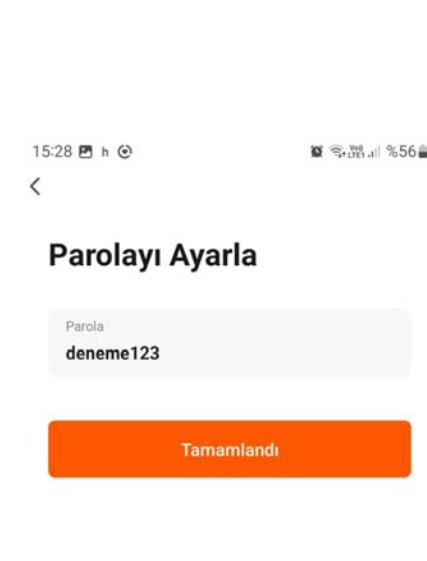 15:28 h %56
Parolayı Ayarla
Parola
deneme123
Tamamlandı